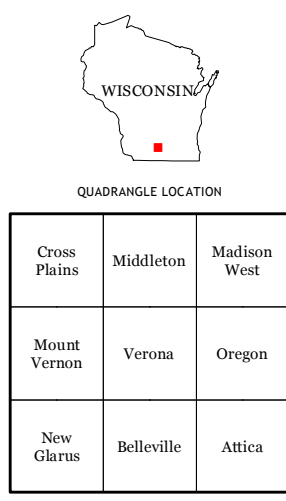 WISCONSIN
QUADRANGLE LOCATION
Cross
Plains
Middleton
Madison
West
Mount
Vernon
Verona
Oregon
New
Glarus
Belleville
Attica